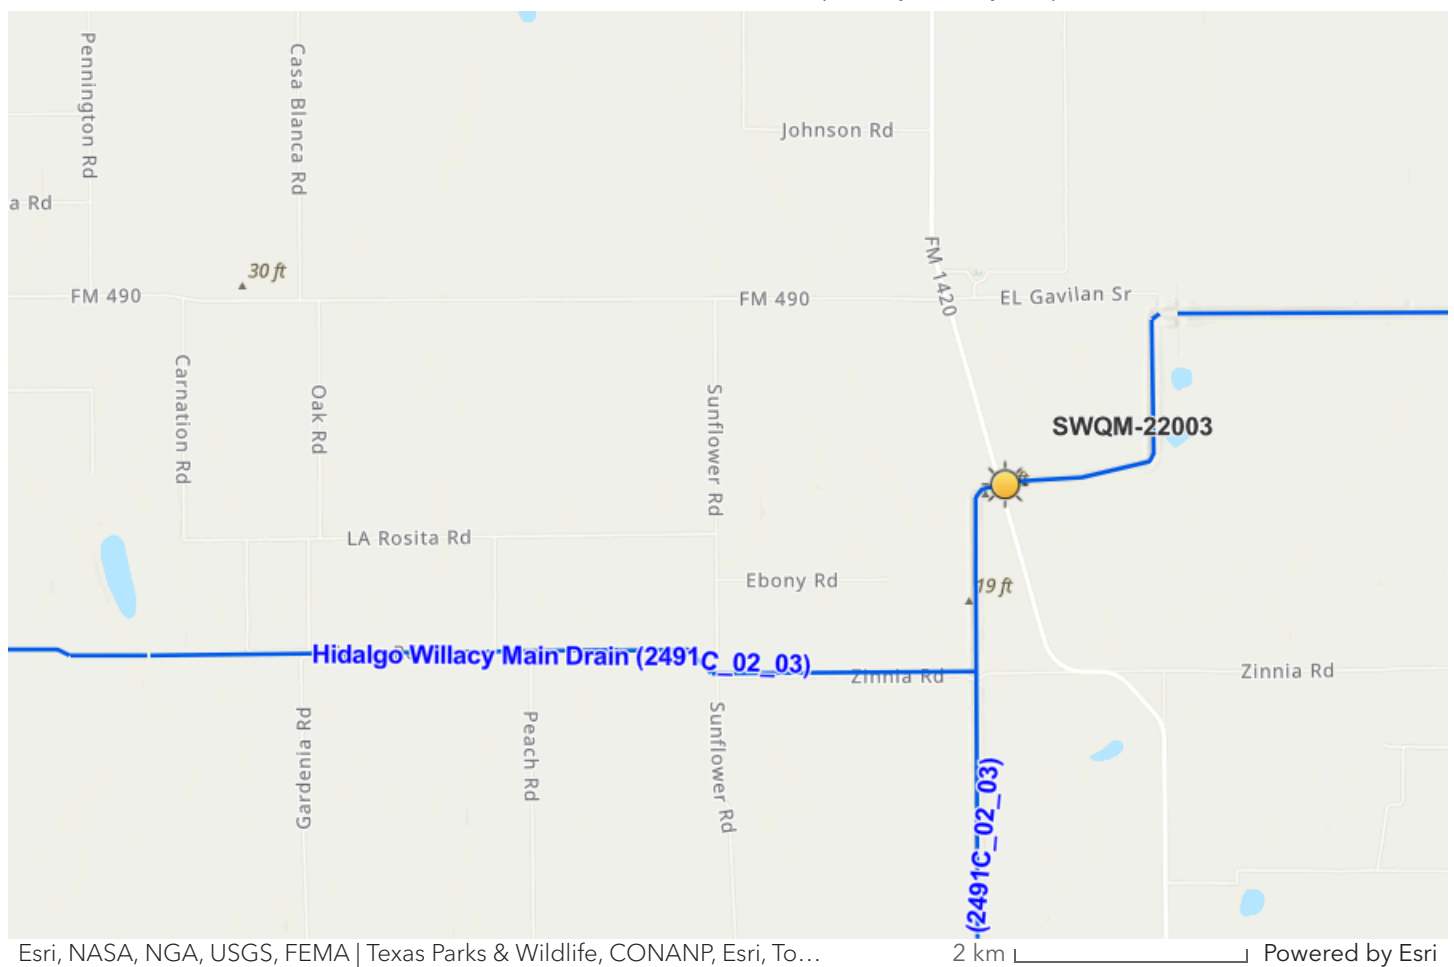 Pennington Rd
Casa Blanca Rd
Johnson Rd
a Rd
FM 1420
30 ft
FM 490
FM 490
EL Gavilan Sr
Carnation Rd
Oak Rd
Sunflower Rd
SWQM-22003
ft
LA Rosita Rd
Ebony Rd
19 ft
Hidalgo Willacy Main Drain (2491C_02_03)
Zinnia Rd
Zinnia Rd
Gardenia Rd
Peach Rd
Sunflower Rd
(2491C_02_03)
Esri, NASA, NGA, USGS, FEMA | Texas Parks & Wildlife, CONANP, Esri, To...
2 km
Powered by Esri